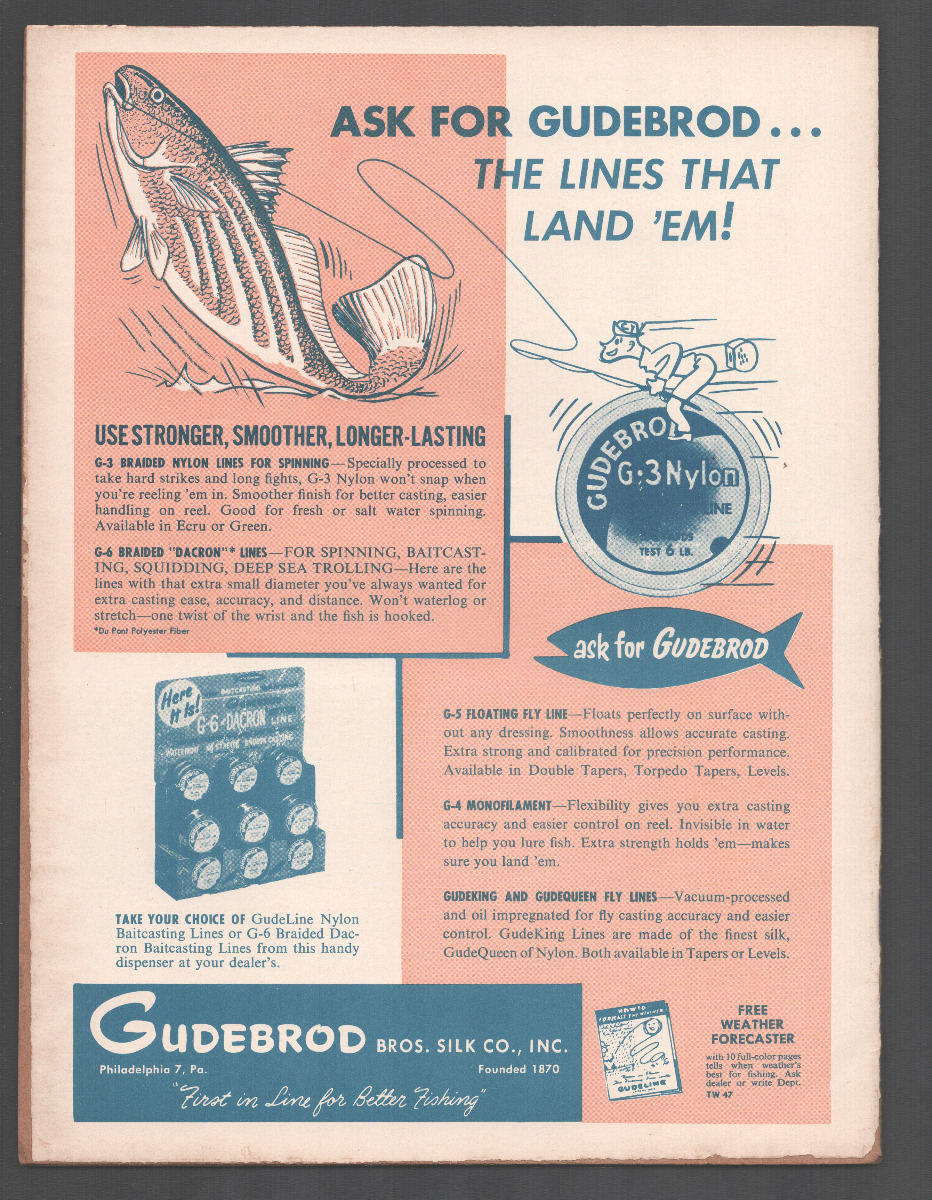 ASK FOR GUDEBROD...
THE LINES THAT
LAND 'EM!
USE STRONGER, SMOOTHER, LONGER-LASTING
G-3 BRAIDED NYLON LINES FOR SPINNING—Specially processed to
take hard strikes and long fights, G-3 Nylon won't snap when
you're reeling 'em in. Smoother finish for better casting, easier
handling on reel. Good for fresh or salt water spinning.
Available in Ecru or Green.
G-6 BRAIDED "DACRON"* LINES—FOR SPINNING, BAITCAST-
ING, SQUIDDING, DEEP SEA TROLLING—Here are the
lines with that extra small diameter you've always wanted for
extra casting ease, accuracy, and distance. Won't waterlog or
stretch—one twist of the wrist and the fish is hooked.
*Du Pont Polyester Fiber
GUDEBROD
G·3 Nylon
LINE
TEST 6 LB.
ask for GUDEBROD
Here
It Is!
BAITCASTING
G-6 DACRON LINE
TAKE YOUR CHOICE OF GudeLine Nylon
Baitcasting Lines or G-6 Braided Dac-
ron Baitcasting Lines from this handy
dispenser at your dealer's.
G-5 FLOATING FLY LINE—Floats perfectly on surface with-
out any dressing. Smoothness allows accurate casting.
Extra strong and calibrated for precision performance.
Available in Double Tapers, Torpedo Tapers, Levels.
G-4 MONOFILAMENT—Flexibility gives you extra casting
accuracy and easier control on reel. Invisible in water
to help you lure fish. Extra strength holds 'em—makes
sure you land 'em.
GUDEKING AND GUDEQUEEN FLY LINES—Vacuum-processed
and oil impregnated for fly casting accuracy and easier
control. GudeKing Lines are made of the finest silk,
GudeQueen of Nylon. Both available in Tapers or Levels.
GUDEBROD BROS. SILK CO., INC.
Philadelphia 7, Pa. Founded 1870
"First in Line for Better Fishing"
HOW TO
FORECAST THE WEATHER
GUDELINE
FREE
WEATHER
FORECASTER
with 10 full-color pages
tells when weather's
best for fishing. Ask
dealer or write Dept.
TW 47